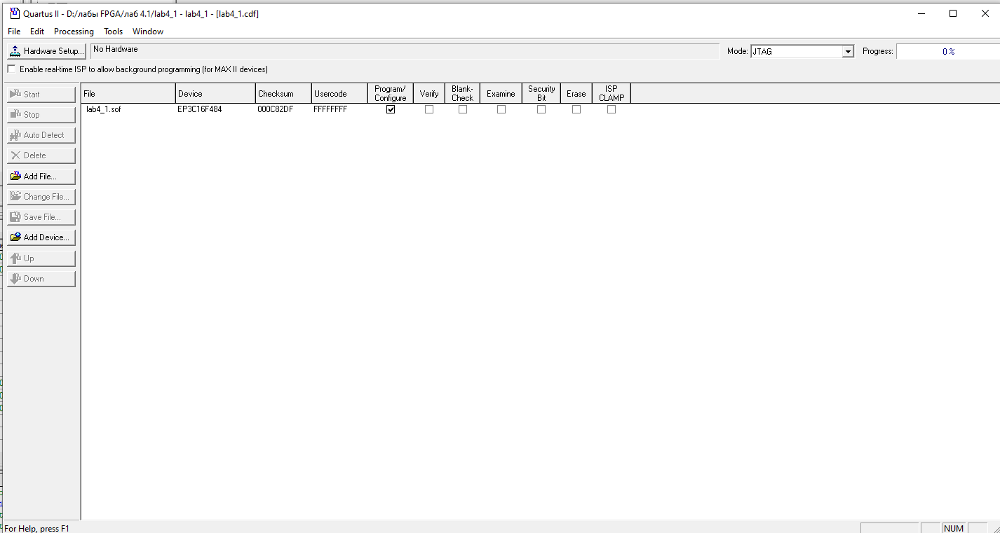 Quartus II - D:/лабы FPGA/лаб 4.1/lab4_1 - lab4_1 - [lab4_1.cdf]
File Edit Processing Tools Window
Hardware Setup... No Hardware Mode: JTAG Progress: 0 %
Enable real-time ISP to allow background programming (for MAX II devices)
Start
Stop
Auto Detect
Delete
Add File...
Change File...
Save File...
Add Device...
Up
Down
File Device Checksum Usercode Program/ Configure Verify Blank- Check Examine Security Bit Erase ISP CLAMP
lab4_1.sof EP3C16F484 000C82DF FFFFFFFF
For Help, press F1 NUM